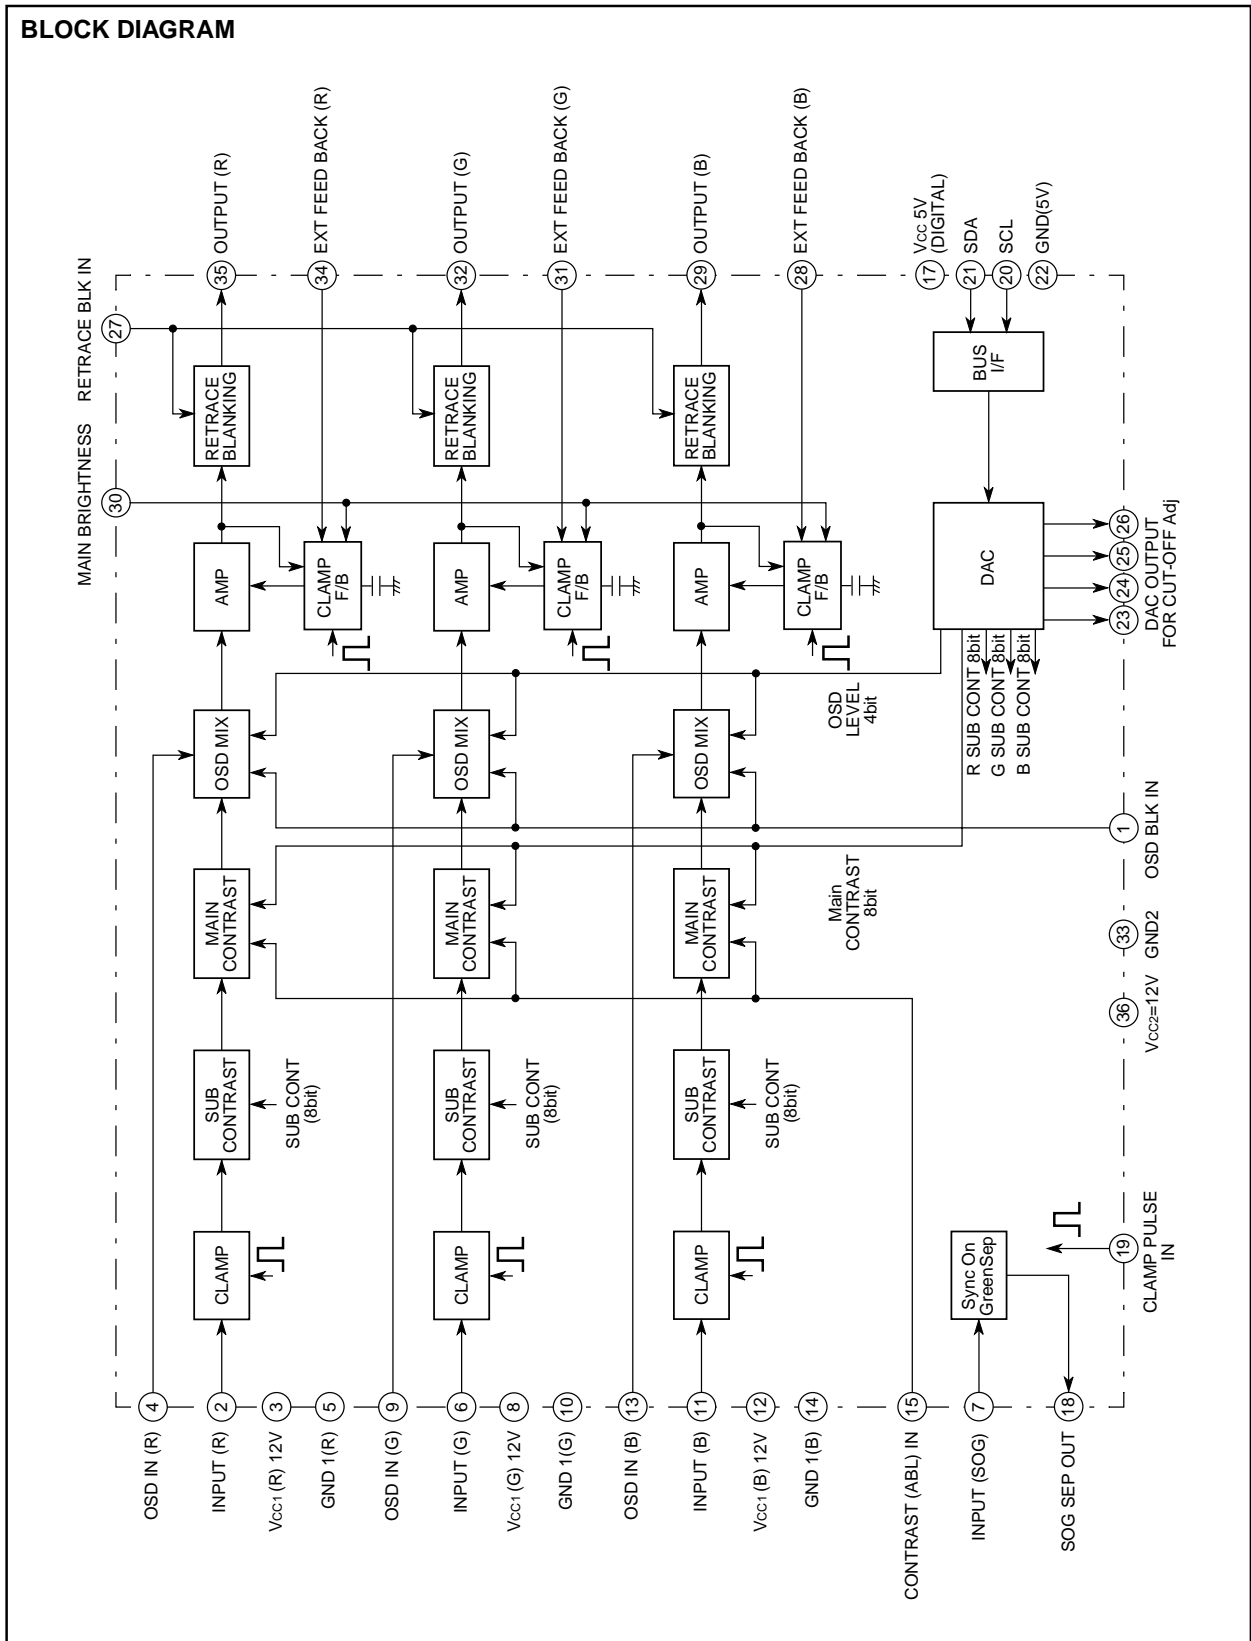 BLOCK DIAGRAM
MAIN BRIGHTNESS
RETRACE BLK IN
30
27
OUTPUT (R)
EXT FEED BACK (R)
OUTPUT (G)
EXT FEED BACK (G)
OUTPUT (B)
EXT FEED BACK (B)
Vcc 5V
(DIGITAL)
SDA
SCL
GND(5V)
35
34
32
31
29
28
17
21
20
22
RETRACE
BLANKING
RETRACE
BLANKING
RETRACE
BLANKING
BUS
I/F
AMP
CLAMP
F/B
AMP
CLAMP
F/B
AMP
CLAMP
F/B
DAC
26
25
24
23
DAC OUTPUT
FOR CUT-OFF Adj
OSD MIX
OSD MIX
OSD MIX
OSD
LEVEL
4bit
R SUB CONT 8bit
G SUB CONT 8bit
B SUB CONT 8bit
1
OSD BLK IN
MAIN
CONTRAST
MAIN
CONTRAST
MAIN
CONTRAST
Main
CONTRAST
8bit
33
GND2
36
VCC2=12V
SUB
CONTRAST
SUB CONT
(8bit)
SUB
CONTRAST
SUB CONT
(8bit)
SUB
CONTRAST
SUB CONT
(8bit)
CLAMP
CLAMP
CLAMP
Sync On
GreenSep
19
CLAMP PULSE
IN
4
2
3
5
9
6
8
10
13
11
12
14
15
7
18
OSD IN (R)
INPUT (R)
VCC1 (R) 12V
GND 1(R)
OSD IN (G)
INPUT (G)
VCC1 (G) 12V
GND 1(G)
OSD IN (B)
INPUT (B)
VCC1 (B) 12V
GND 1(B)
CONTRAST (ABL) IN
INPUT (SOG)
SOG SEP OUT